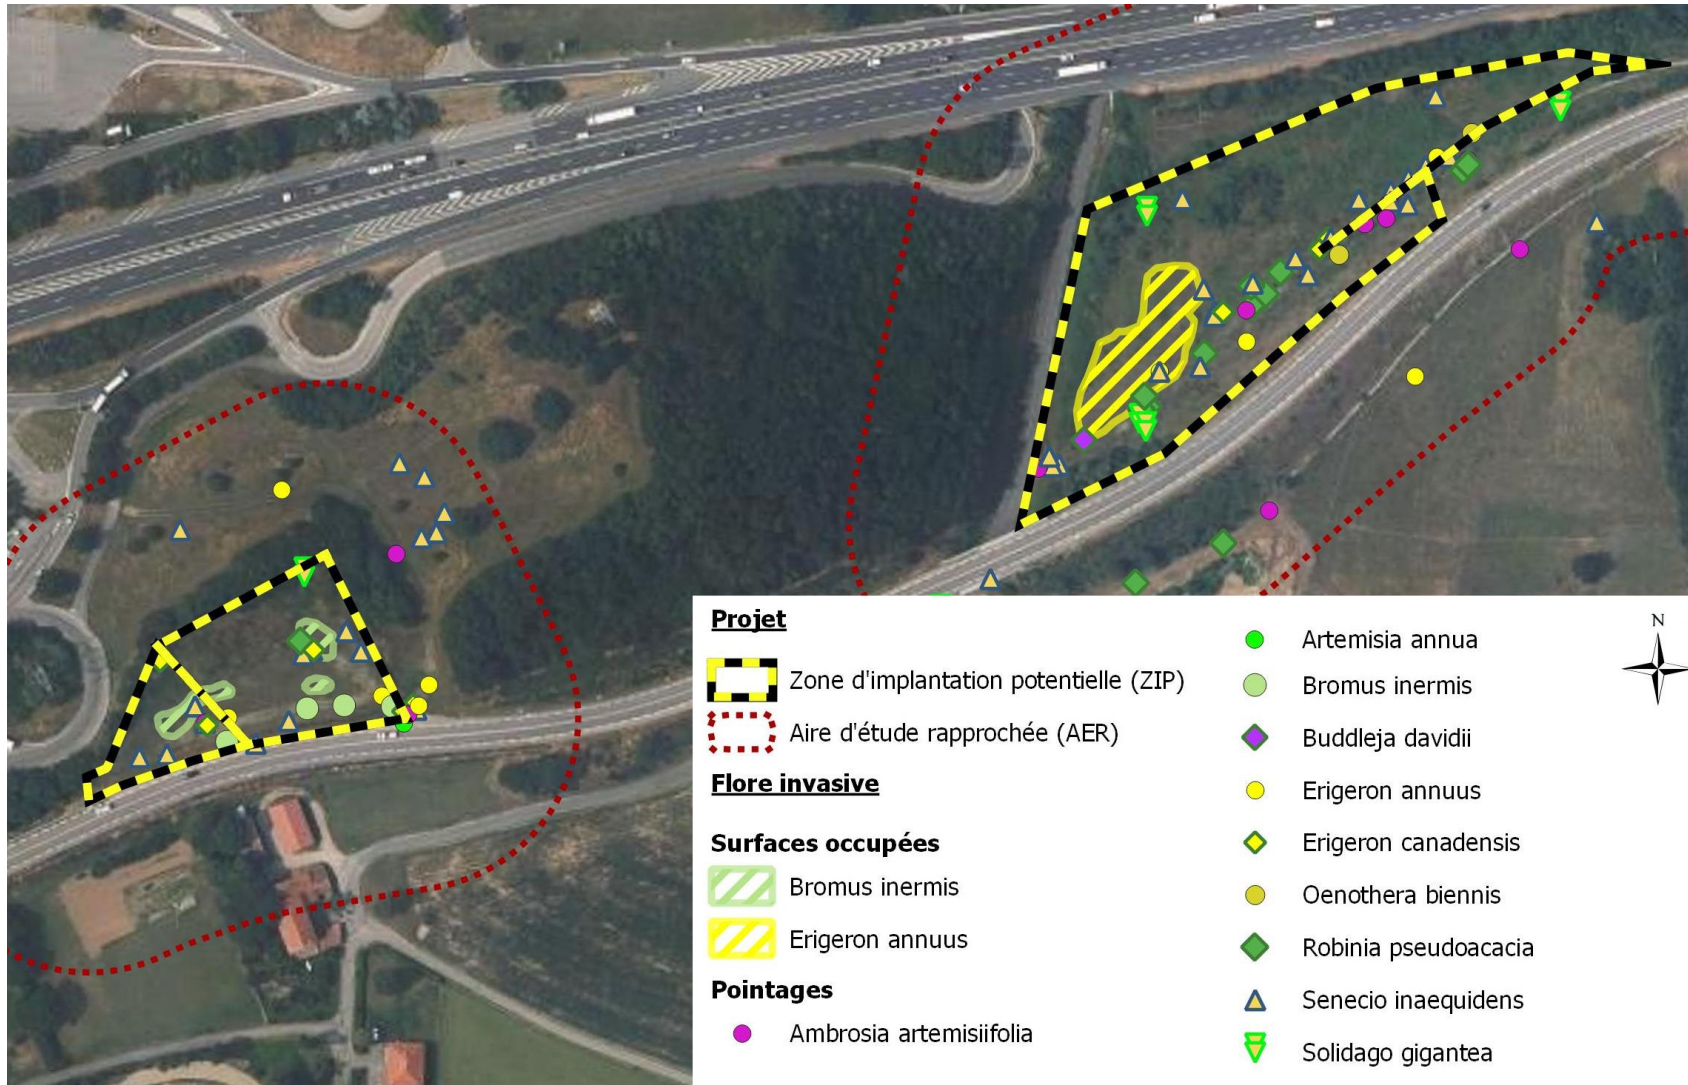 Projet
Zone d'implantation potentielle (ZIP)
Aire d'étude rapprochée (AER)
Flore invasive
Surfaces occupées
Bromus inermis
Erigeron annuus
Pointages
Ambrosia artemisiifolia
Artemisia annua
Bromus inermis
Buddleja davidii
Erigeron annuus
Erigeron canadensis
Oenothera biennis
Robinia pseudoacacia
Senecio inaequidens
Solidago gigantea
N